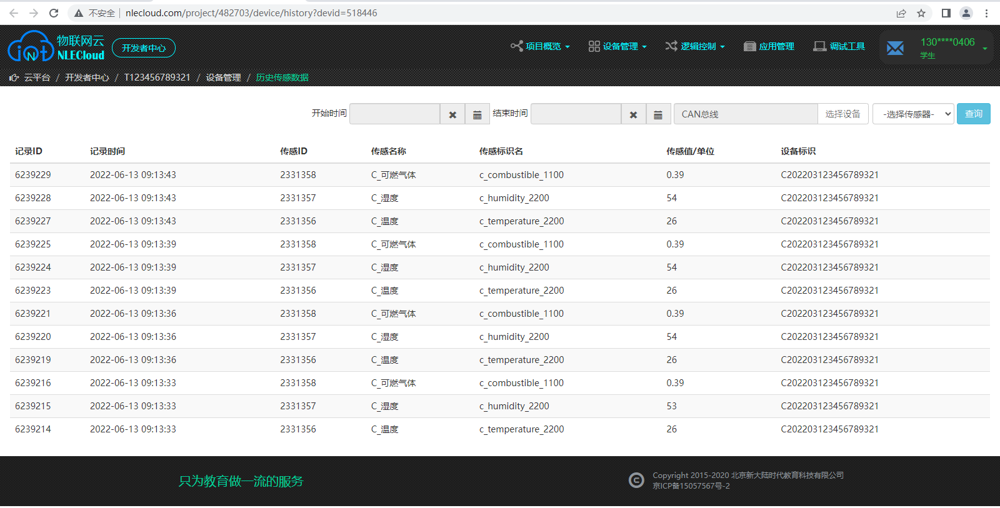 不安全 nlecloud.com/project/482703/device/history?devid=518446
iNt 物联网云 NLECloud 开发者中心 项目概览 设备管理 逻辑控制 应用管理 调试工具 130****0406 学生
云平台 / 开发者中心 / T123456789321 / 设备管理 / 历史传感数据
开始时间 结束时间 CAN总线 选择设备 -选择传感器- 查询
记录ID 记录时间 传感ID 传感名称 传感标识名 传感值/单位 设备标识
6239229 2022-06-13 09:13:43 2331358 C_可燃气体 c_combustible_1100 0.39 C202203123456789321
6239228 2022-06-13 09:13:43 2331357 C_湿度 c_humidity_2200 54 C202203123456789321
6239227 2022-06-13 09:13:43 2331356 C_温度 c_temperature_2200 26 C202203123456789321
6239225 2022-06-13 09:13:39 2331358 C_可燃气体 c_combustible_1100 0.39 C202203123456789321
6239224 2022-06-13 09:13:39 2331357 C_湿度 c_humidity_2200 54 C202203123456789321
6239223 2022-06-13 09:13:39 2331356 C_温度 c_temperature_2200 26 C202203123456789321
6239221 2022-06-13 09:13:36 2331358 C_可燃气体 c_combustible_1100 0.39 C202203123456789321
6239220 2022-06-13 09:13:36 2331357 C_湿度 c_humidity_2200 54 C202203123456789321
6239219 2022-06-13 09:13:36 2331356 C_温度 c_temperature_2200 26 C202203123456789321
6239216 2022-06-13 09:13:33 2331358 C_可燃气体 c_combustible_1100 0.39 C202203123456789321
6239215 2022-06-13 09:13:33 2331357 C_湿度 c_humidity_2200 53 C202203123456789321
6239214 2022-06-13 09:13:33 2331356 C_温度 c_temperature_2200 26 C202203123456789321
只为教育做一流的服务
Copyright 2015-2020 北京新大陆时代教育科技有限公司
京ICP备15057567号-2